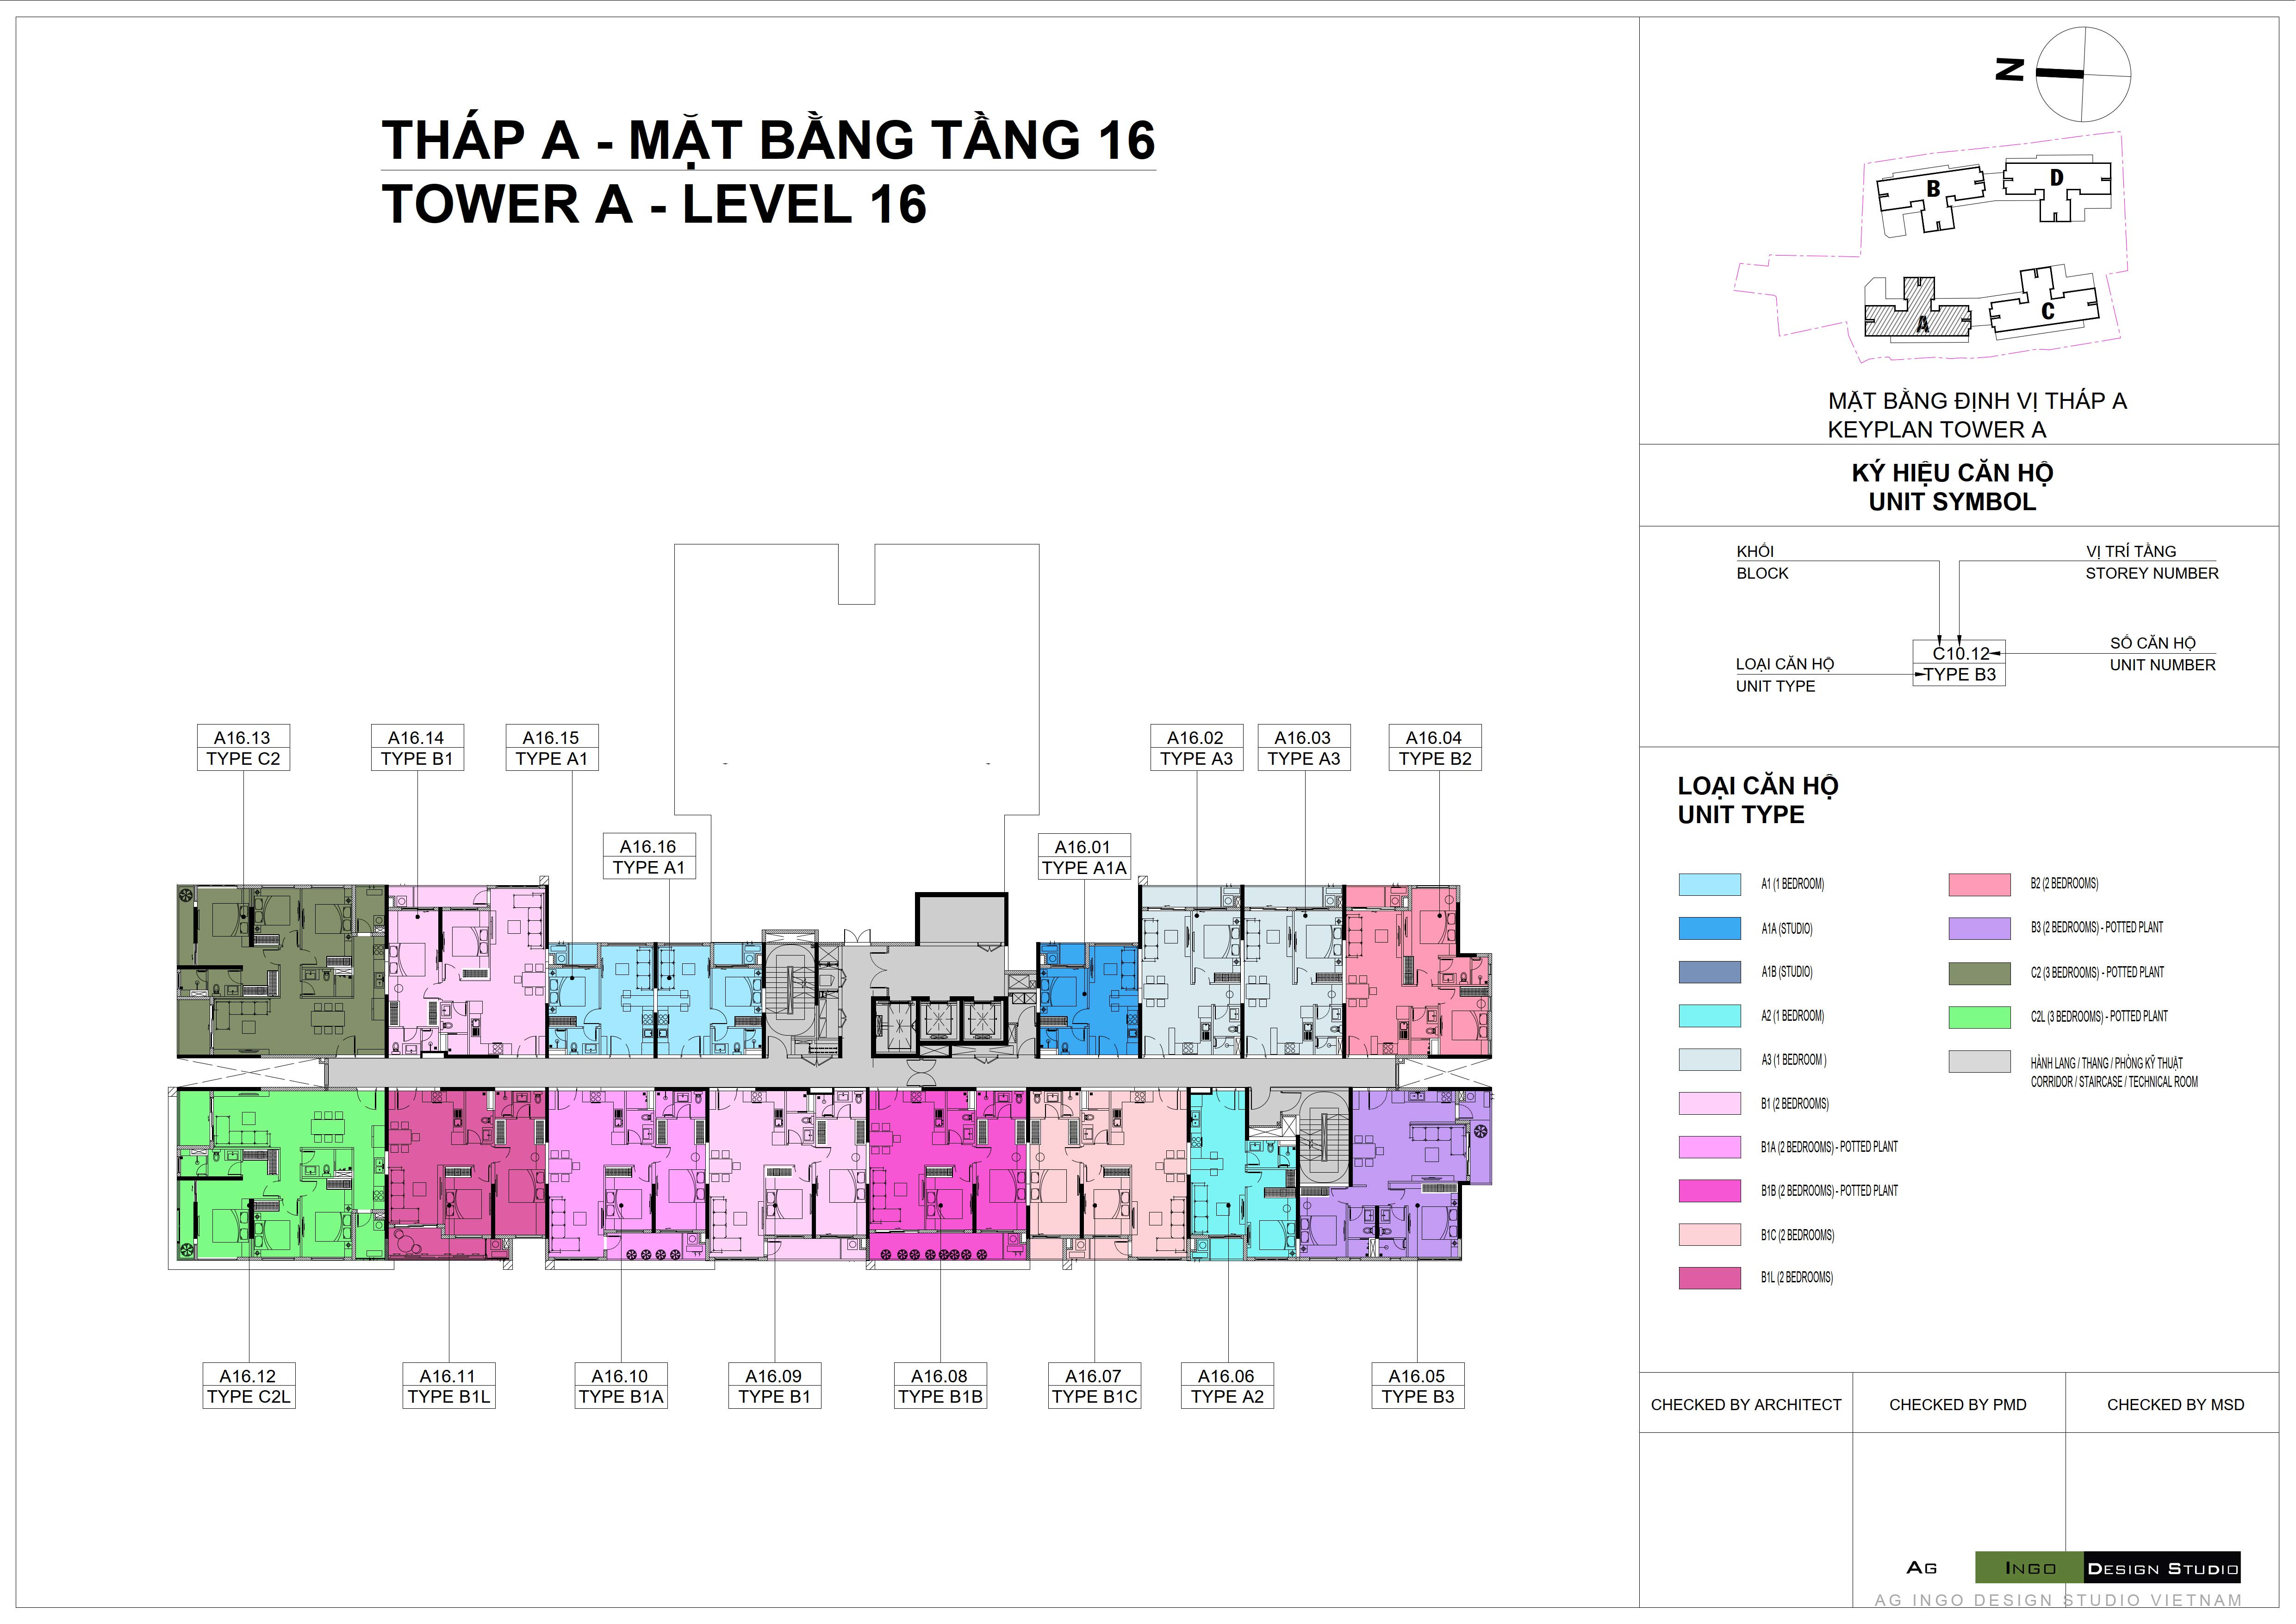 THÁP A - MẶT BẰNG TẦNG 16
TOWER A - LEVEL 16
N
B
D
A
C
MẶT BẰNG ĐỊNH VỊ THÁP A
KEYPLAN TOWER A
KÝ HIỆU CĂN HỘ
UNIT SYMBOL
KHỐI
BLOCK
VỊ TRÍ TẦNG
STOREY NUMBER
C10.12
TYPE B3
SỐ CĂN HỘ
UNIT NUMBER
LOẠI CĂN HỘ
UNIT TYPE
A16.13
TYPE C2
A16.14
TYPE B1
A16.15
TYPE A1
A16.16
TYPE A1
A16.01
TYPE A1A
A16.02
TYPE A3
A16.03
TYPE A3
A16.04
TYPE B2
A16.12
TYPE C2L
A16.11
TYPE B1L
A16.10
TYPE B1A
A16.09
TYPE B1
A16.08
TYPE B1B
A16.07
TYPE B1C
A16.06
TYPE A2
A16.05
TYPE B3
LOẠI CĂN HỘ
UNIT TYPE
A1 (1 BEDROOM)
A1A (STUDIO)
A1B (STUDIO)
A2 (1 BEDROOM)
A3 (1 BEDROOM )
B1 (2 BEDROOMS)
B1A (2 BEDROOMS) - POTTED PLANT
B1B (2 BEDROOMS) - POTTED PLANT
B1C (2 BEDROOMS)
B1L (2 BEDROOMS)
B2 (2 BEDROOMS)
B3 (2 BEDROOMS) - POTTED PLANT
C2 (3 BEDROOMS) - POTTED PLANT
C2L (3 BEDROOMS) - POTTED PLANT
HÀNH LANG / THANG / PHÒNG KỸ THUẬT
CORRIDOR / STAIRCASE / TECHNICAL ROOM
CHECKED BY ARCHITECT
CHECKED BY PMD
CHECKED BY MSD
AG INGO DESIGN STUDIO
AG INGO DESIGN STUDIO VIETNAM